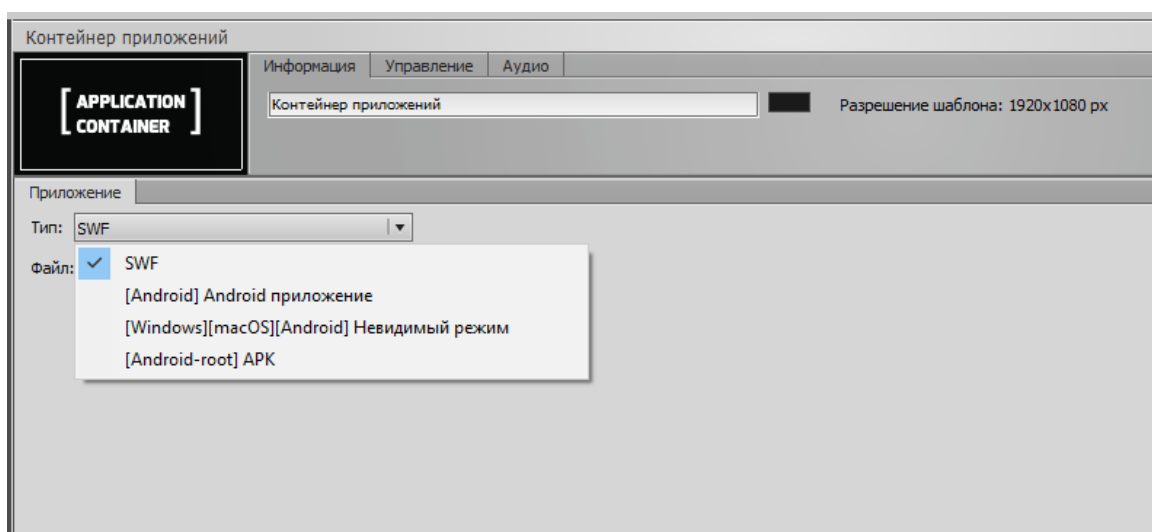 Контейнер приложений
APPLICATION
CONTAINER
Информация Управление Аудио
Контейнер приложений
Разрешение шаблона: 1920x1080 px
Приложение
Тип: SWF
Файл:
SWF
[Android] Android приложение
[Windows][macOS][Android] Невидимый режим
[Android-root] APK